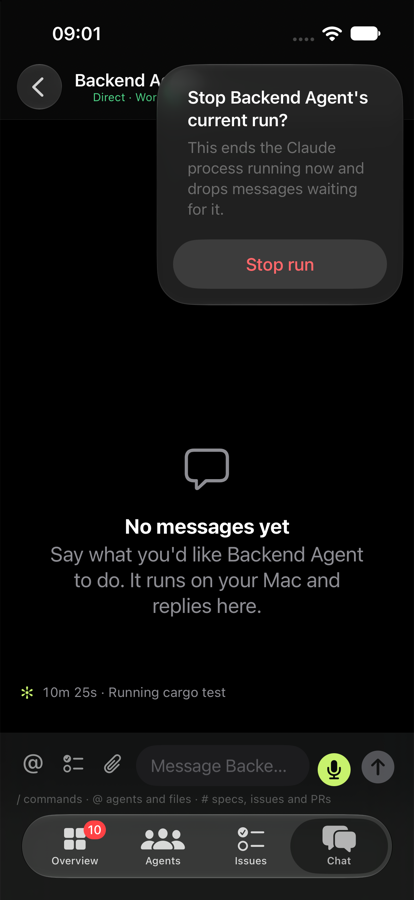 09:01
Backend A
Direct · Wor
Stop Backend Agent's
current run?
This ends the Claude
process running now and
drops messages waiting
for it.
Stop run
No messages yet
Say what you'd like Backend Agent
to do. It runs on your Mac and
replies here.
10m 25s · Running cargo test
@
Message Backe...
/ commands · @ agents and files · # specs, issues and PRs
10
Overview
Agents
Issues
Chat